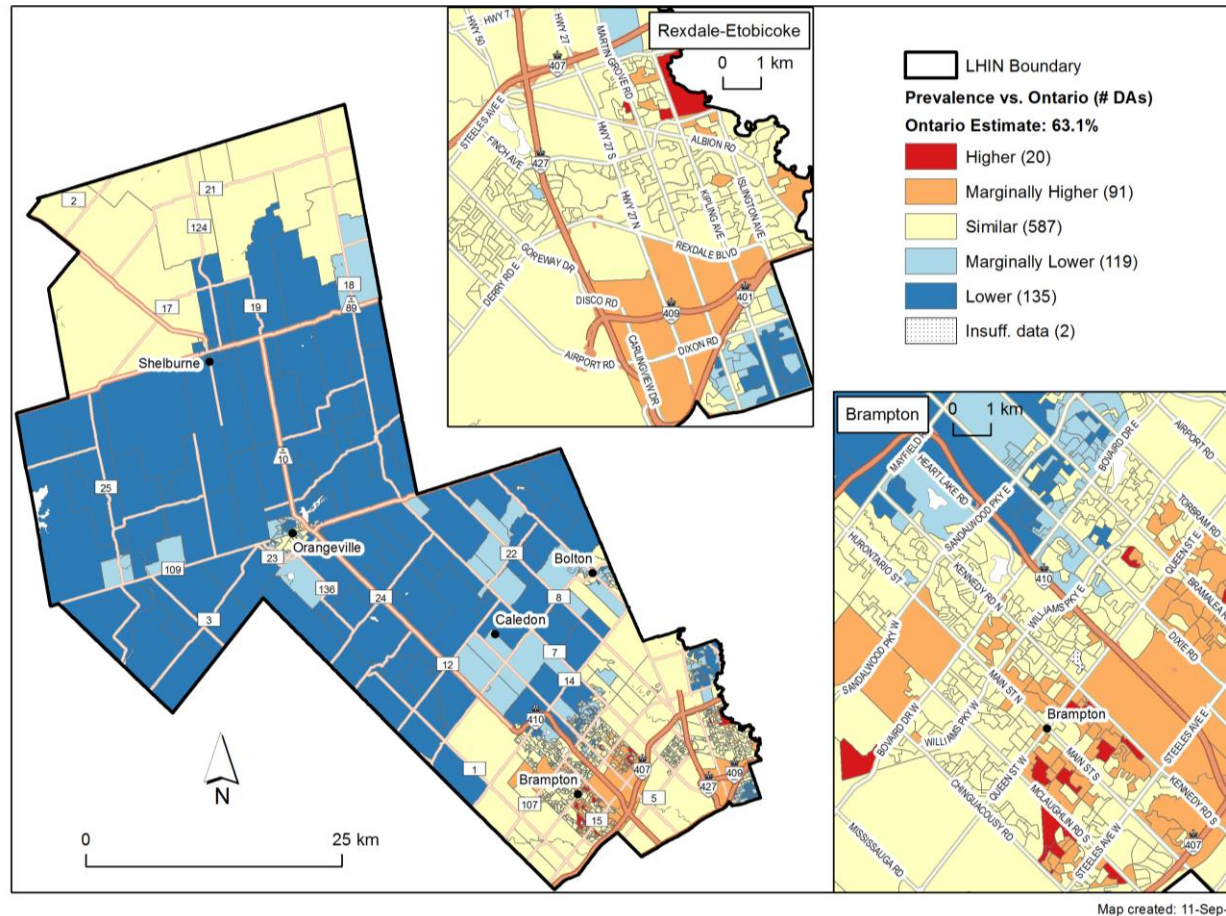 LHIN Boundary
Prevalence vs. Ontario (# DAs)
Ontario Estimate: 63.1%
Higher (20)
Marginally Higher (91)
Similar (587)
Marginally Lower (119)
Lower (135)
Insuff. data (2)
Rexdale-Etobicoke
0 1 km
HWY 7
HWY 50
HWY 27
MARTIN GROVE RD
407
STEELES AVE E
FINCH AVE
ALBION RD
427
HWY 27 S
KIPLING AVE
ISLINGTON AVE
HWY 27 N
REXDALE BLVD
GOREWAY DR
DERRY RD E
DISCO RD
409
401
DIXON RD
AIRPORT RD
CARLINGVIEW DR
2
21
124
17
19
18
89
Shelburne
10
25
Orangeville
23
109
136
3
24
22
Bolton
8
Caledon
12
7
14
410
1
107
Brampton
15
407
5
427
409
N
0 25 km
Brampton
0 1 km
HEART LAKE RD
SANDALWOOD PKY E
BOVARD DR E
AIRPORT RD
TORBRAM RD
QUEEN ST E
HURONTARIO ST
KENNEDY RD N
410
WILLIAMS PKY E
DIXIE RD
SANDALWOOD PKY W
MAIN ST N
BOVAIRD DR W
WILLIAMS PKY W
Brampton
STEELES AVE E
QUEEN ST W
MAIN ST S
CHINGUACOUSY RD
MCLAUGHLIN RD S
KENNEDY RD S
MISSISSAUGA RD
STEELES AVE W
407
Map created: 11-Sep-